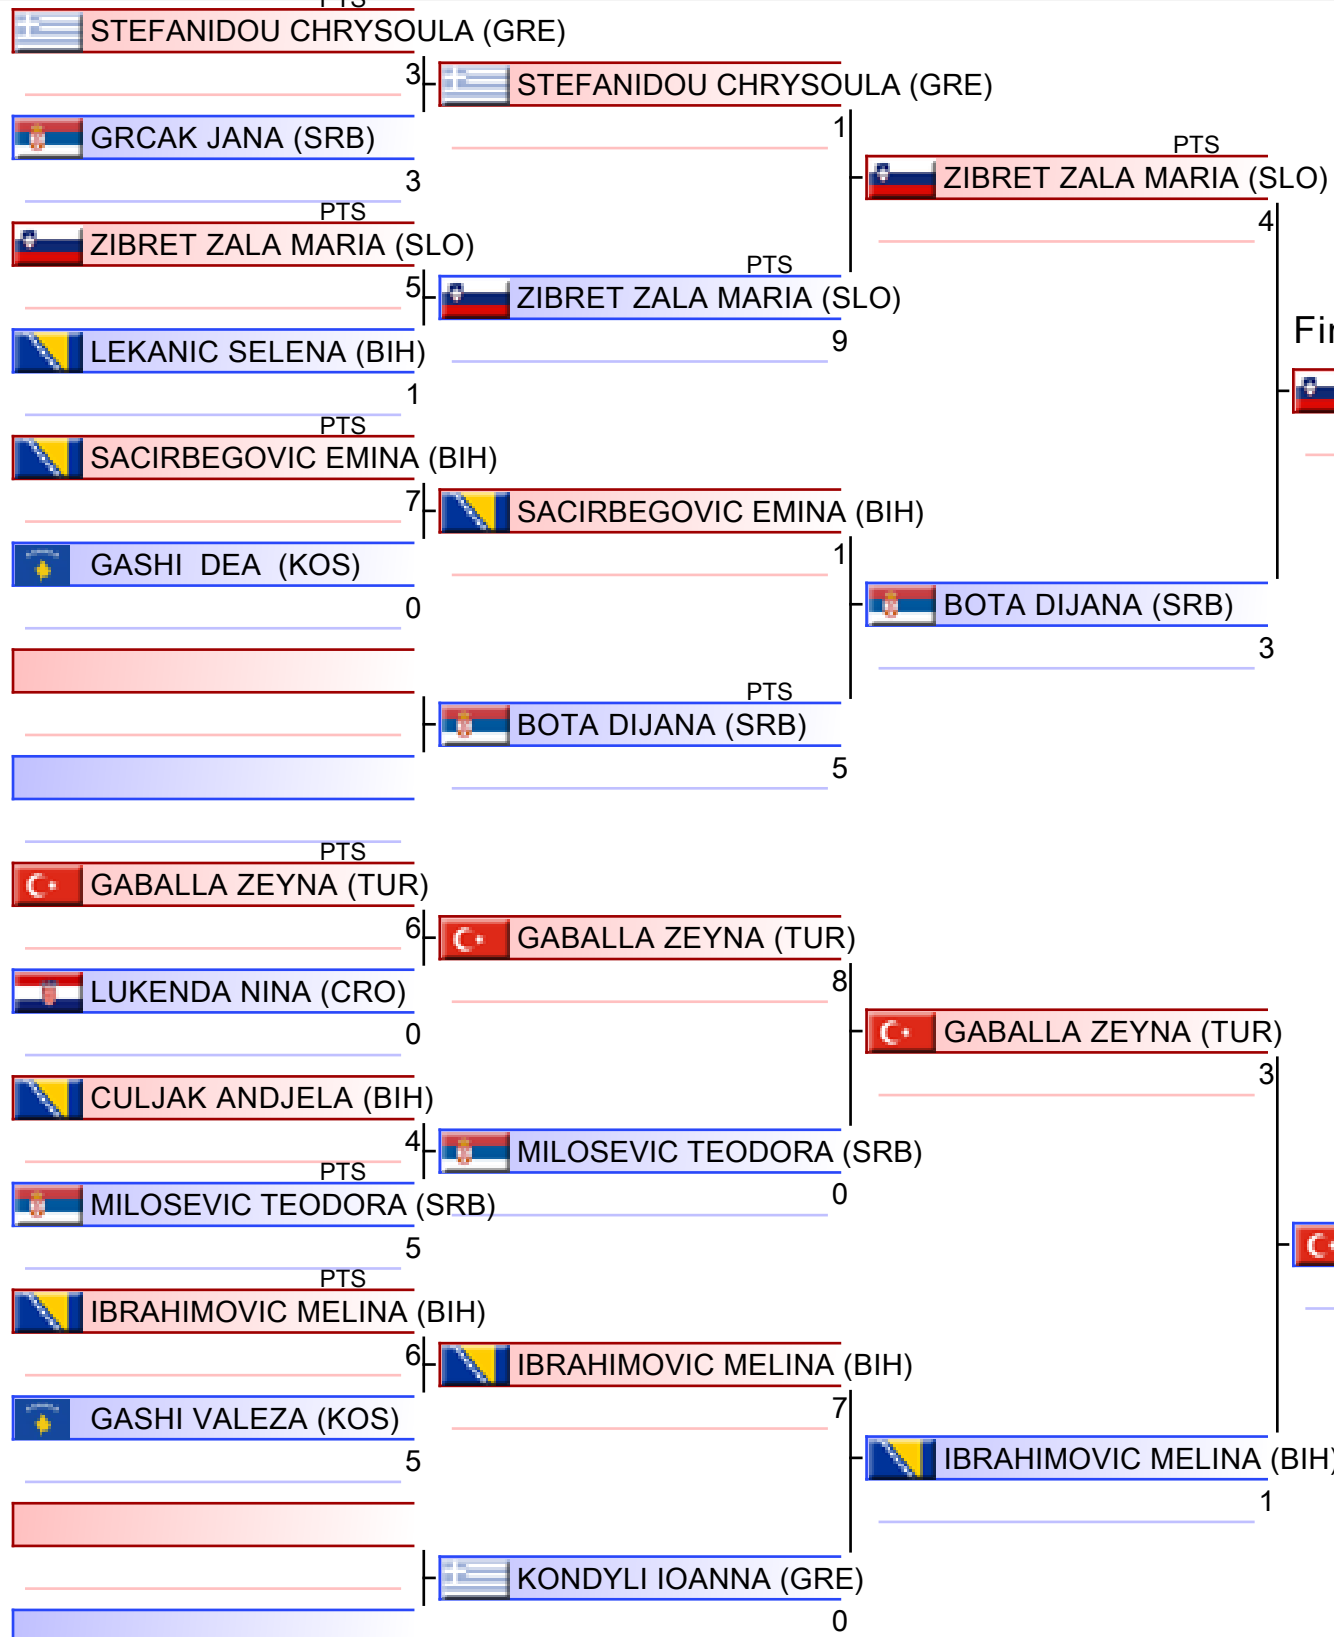 PTS
STEFANIDOU CHRYSOULA (GRE)
3
GRCAK JANA (SRB)
3
PTS
ZIBRET ZALA MARIA (SLO)
5
LEKANIC SELENA (BIH)
1
PTS
SACIRBEGOVIC EMINA (BIH)
7
GASHI DEA (KOS)
0
PTS
GABALLA ZEYNA (TUR)
6
LUKENDA NINA (CRO)
0
CULJAK ANDJELA (BIH)
4
PTS
MILOSEVIC TEODORA (SRB)
5
PTS
IBRAHIMOVIC MELINA (BIH)
6
GASHI VALEZA (KOS)
5
STEFANIDOU CHRYSOULA (GRE)
1
PTS
ZIBRET ZALA MARIA (SLO)
9
SACIRBEGOVIC EMINA (BIH)
1
PTS
BOTA DIJANA (SRB)
5
GABALLA ZEYNA (TUR)
8
MILOSEVIC TEODORA (SRB)
0
IBRAHIMOVIC MELINA (BIH)
7
KONDYLI IOANNA (GRE)
0
PTS
ZIBRET ZALA MARIA (SLO)
4
BOTA DIJANA (SRB)
3
GABALLA ZEYNA (TUR)
3
IBRAHIMOVIC MELINA (BIH)
1